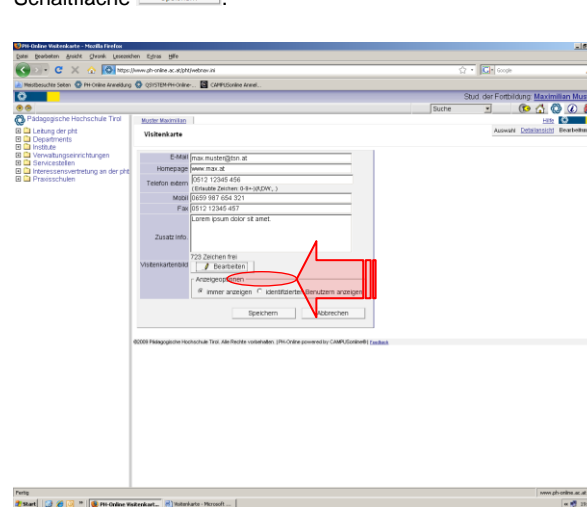 Schaltfläche Speichern.
PH-Online Visitenkarte - Mozilla Firefox
Datei Bearbeiten Ansicht Chronik Lesezeichen Extras Hilfe
https://www.ph-online.ac.at/pht/webnav.ini
Google
Meistbesuchte Seiten PH-Online Anmeldung QSYSTEM-PH-Online-... CAMPUSonline Anmel...
Stud. der Fortbildung: Maximilian Mus
Suche
Pädagogische Hochschule Tirol
Leitung der pht
Departments
Institute
Verwaltungseinrichtungen
Servicestellen
Interessensvertretung an der pht
Praxisschulen
Muster Maximilian
Hilfe
Visitenkarte
Auswahl Detailansicht Bearbeitung
E-Mail max.muster@tsn.at
Homepage www.max.at
Telefon extern 0512 12345 456
(Erlaubte Zeichen: 0-9+-)(/LDW:, ;)
Mobil 0659 987 654 321
Fax 0512 12345-457
Zusatz Info. Lorem ipsum dolor sit amet.
723 Zeichen frei
Visitenkartenbild Bearbeiten
Anzeigeoptionen
immer anzeigen identifizierten Benutzern anzeigen
Speichern Abbrechen
©2009 Pädagogische Hochschule Tirol. Alle Rechte vorbehalten. | PH-Online powered by CAMPUSonline® | Feedback
Fertig
www.ph-online.ac.at
Start PH-Online Visitenkart... Visitenkarte - Microsoft ...